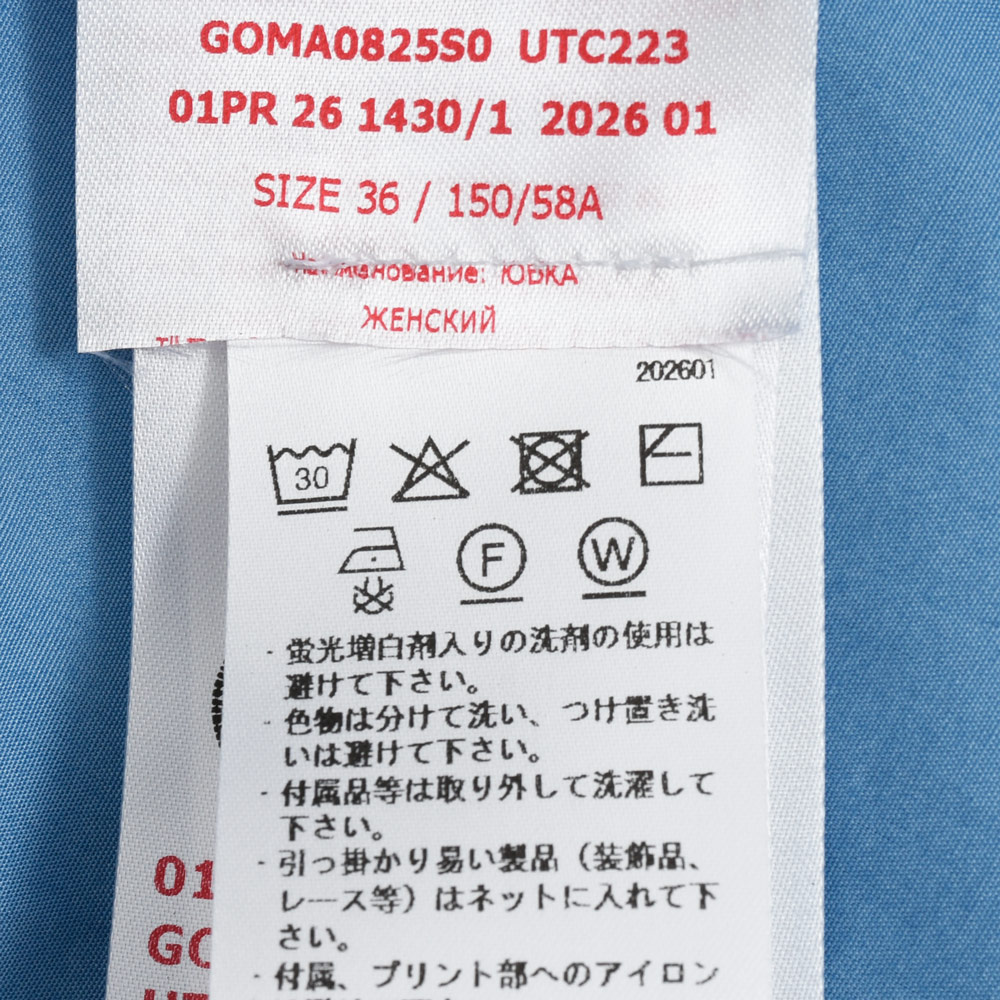 GOMA0825S0 UTC223
01PR 26 1430/1 2026 01
SIZE 36 / 150/58A
Наименование: ЮБКА
ЖЕНСКИЙ
202601
30
F
W
・蛍光増白剤入りの洗剤の使用は
避けて下さい。
・色物は分けて洗い、つけ置き洗
いは避けて下さい。
・付属品等は取り外して洗濯して
下さい。
・引っ掛かり易い製品（装飾品、
レース等）はネットに入れて下
さい。
・付属、プリント部へのアイロン
01
GO